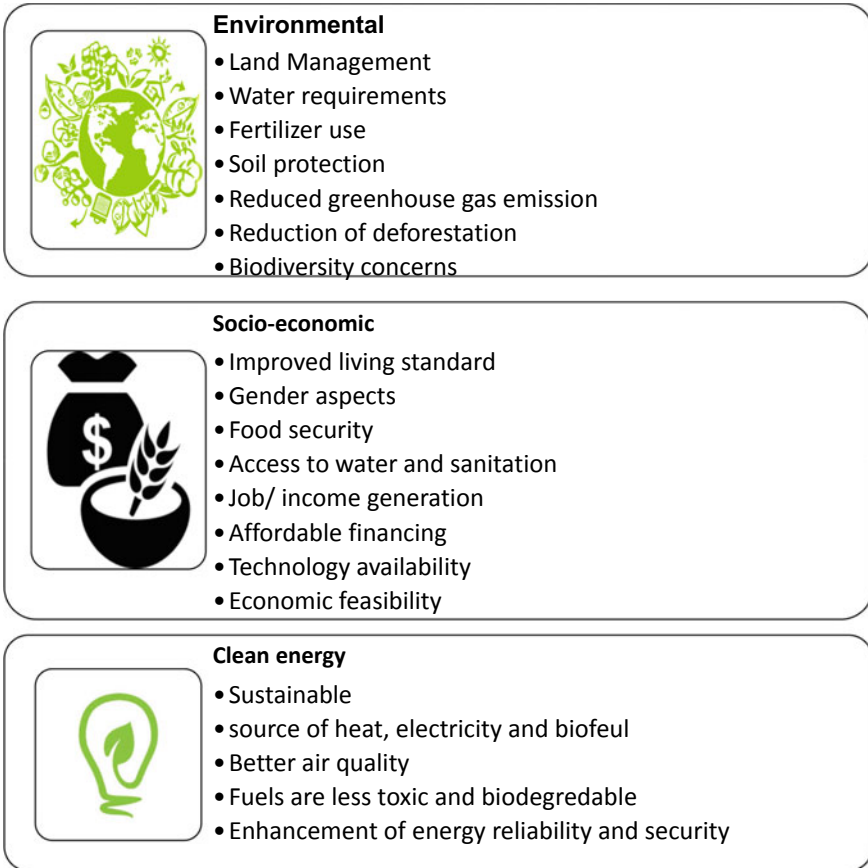 Environmental
•Land Management
•Water requirements
•Fertilizer use
•Soil protection
•Reduced greenhouse gas emission
•Reduction of deforestation
•Biodiversity concerns
Socio-economic
•Improved living standard
•Gender aspects
•Food security
•Access to water and sanitation
•Job/ income generation
•Affordable financing
•Technology availability
•Economic feasibility
$
Clean energy
•Sustainable
•source of heat, electricity and biofeul
•Better air quality
•Fuels are less toxic and biodegredable
•Enhancement of energy reliability and security